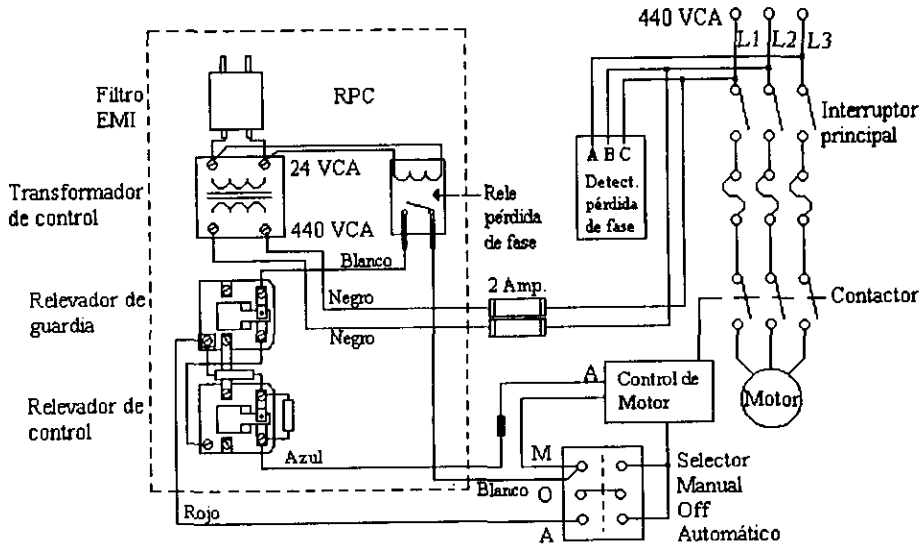 440 VCA
L1
L2
L3
Filtro
EMI
RPC
Interruptor
principal
A B C
Detect.
pérdida
de fase
Transformador
de control
24 VCA
440 VCA
Rele
pérdida
de fase
Blanco
Relevador de
guardia
Negro
Negro
2 Amp.
Contactor
A
Control de
Motor
Motor
Relevador de
control
Azul
M
Blanco
O
Rojo
A
Selector
Manual
Off
Automático